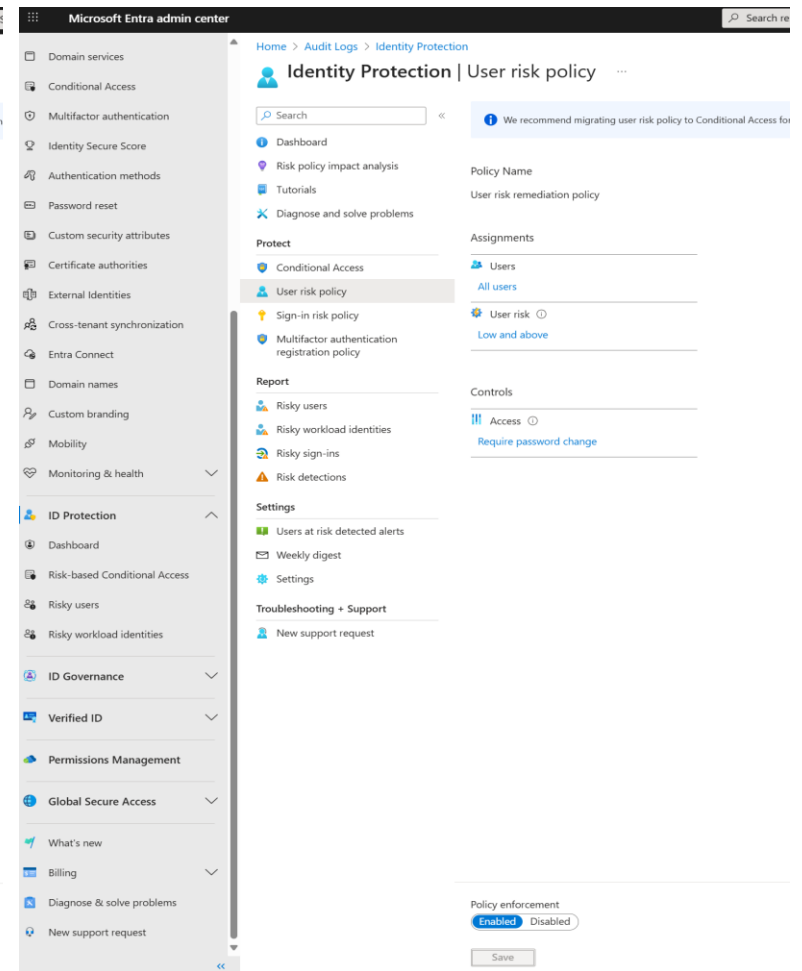 Microsoft Entra admin center
Search re
Domain services
Conditional Access
Multifactor authentication
Identity Secure Score
Authentication methods
Password reset
Custom security attributes
Certificate authorities
External Identities
Cross-tenant synchronization
Entra Connect
Domain names
Custom branding
Mobility
Monitoring & health
ID Protection
Dashboard
Risk-based Conditional Access
Risky users
Risky workload identities
ID Governance
Verified ID
Permissions Management
Global Secure Access
What's new
Billing
Diagnose & solve problems
New support request
Home > Audit Logs > Identity Protection
Identity Protection | User risk policy ...
Search
Dashboard
Risk policy impact analysis
Tutorials
Diagnose and solve problems
Protect
Conditional Access
User risk policy
Sign-in risk policy
Multifactor authentication
registration policy
Report
Risky users
Risky workload identities
Risky sign-ins
Risk detections
Settings
Users at risk detected alerts
Weekly digest
Settings
Troubleshooting + Support
New support request
We recommend migrating user risk policy to Conditional Access for
Policy Name
User risk remediation policy
Assignments
Users
All users
User risk
Low and above
Controls
Access
Require password change
Policy enforcement
Enabled Disabled
Save